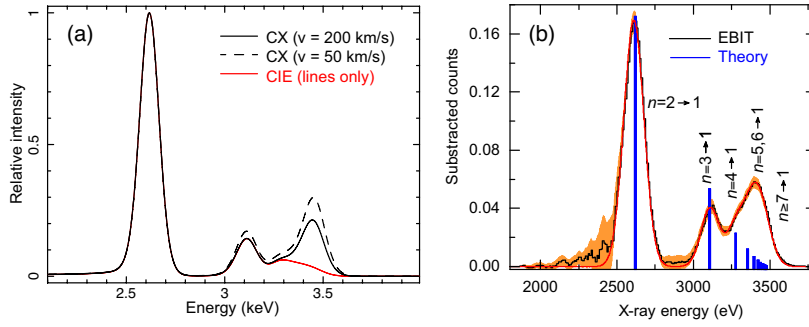 (a)
CX (v = 200 km/s)
CX (v = 50 km/s)
CIE (lines only)
Relative intensity
1
0.5
0
2.5
3
3.5
Energy (keV)
(b)
EBIT
Theory
Substracted counts
0.16
0.12
0.08
0.04
0.00
n=2→1
n=3→1
n=4→1
n=5,6→1
n≥7→1
2000
2500
3000
3500
X-ray energy (eV)